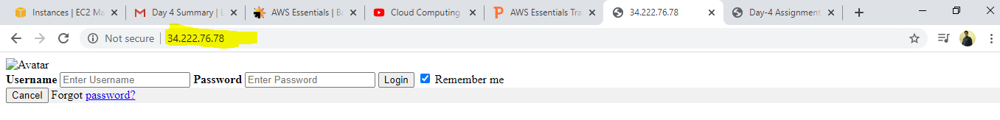 Instances | EC2 Ma
Day 4 Summary | L
AWS Essentials | Ba
Cloud Computing
AWS Essentials Tra
34.222.76.78
Day-4 Assignment
Not secure | 34.222.76.78
Avatar
Username Enter Username Password Enter Password Login Remember me
Cancel Forgot password?